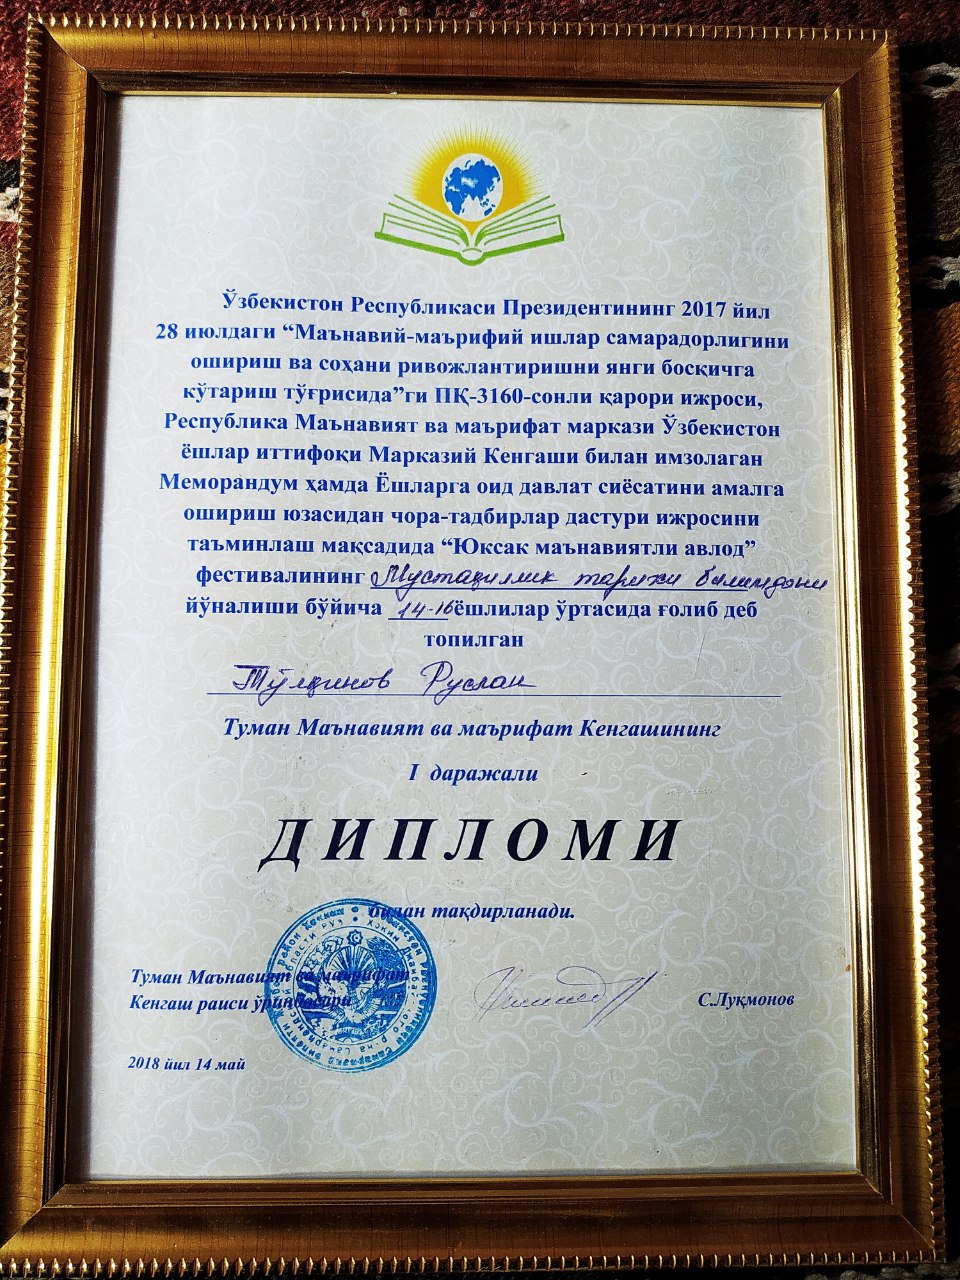 Ўзбекистон Республикаси Президентининг 2017 йил
28 июлдаги “Маънавий-маърифий ишлар самарадорлигини
ошириш ва соҳани ривожлантиришни янги босқичга
кўтариш тўғрисида”ги ПҚ-3160-сонли қарори ижроси,
Республика Маънавият ва маърифат маркази Ўзбекистон
ёшлар иттифоқи Марказий Кенгаши билан имзолаган
Меморандум ҳамда Ёшларга оид давлат сиёсатини амалга
ошириш юзасидан чора-тадбирлар дастури ижросини
таъминлаш мақсадида “Юксак маънавиятли авлод”
фестивалининг Мустақиллик тарихи билимдони
йўналиши бўйича 14-16 ёшлилар ўртасида ғолиб деб
топилган
Тўлқинов Руслан
Туман Маънавият ва маърифат Кенгашининг
I даражали
ДИПЛОМИ
билан тақдирланади.
Туман Маънавият ва маърифат
Кенгаш раиси ўринбосари
С.Луқмонов
2018 йил 14 май